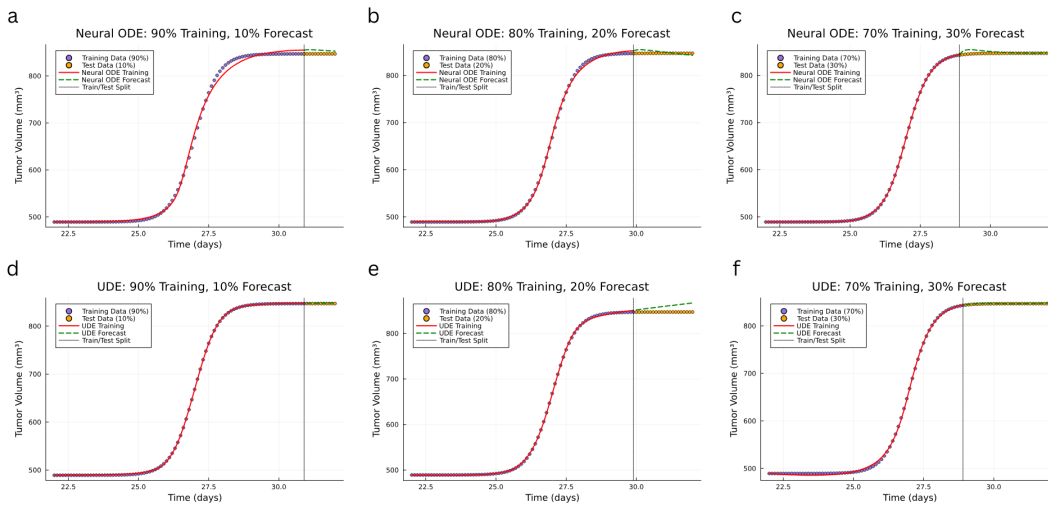 a
Neural ODE: 90% Training, 10% Forecast
Training Data (90%)
Test Data (10%)
Neural ODE Training
Neural ODE Forecast
Train/Test Split
Tumor Volume (mm³)
800
700
600
500
22.5
25.0
27.5
30.0
Time (days)
b
Neural ODE: 80% Training, 20% Forecast
Training Data (80%)
Test Data (20%)
Neural ODE Training
Neural ODE Forecast
Train/Test Split
Tumor Volume (mm³)
800
700
600
500
22.5
25.0
27.5
30.0
Time (days)
c
Neural ODE: 70% Training, 30% Forecast
Training Data (70%)
Test Data (30%)
Neural ODE Training
Neural ODE Forecast
Train/Test Split
Tumor Volume (mm³)
800
700
600
500
22.5
25.0
27.5
30.0
Time (days)
d
UDE: 90% Training, 10% Forecast
Training Data (90%)
Test Data (10%)
UDE Training
UDE Forecast
Train/Test Split
Tumor Volume (mm³)
800
700
600
500
22.5
25.0
27.5
30.0
Time (days)
e
UDE: 80% Training, 20% Forecast
Training Data (80%)
Test Data (20%)
UDE Training
UDE Forecast
Train/Test Split
Tumor Volume (mm³)
800
700
600
500
22.5
25.0
27.5
30.0
Time (days)
f
UDE: 70% Training, 30% Forecast
Training Data (70%)
Test Data (30%)
UDE Training
UDE Forecast
Train/Test Split
Tumor Volume (mm³)
800
700
600
500
22.5
25.0
27.5
30.0
Time (days)